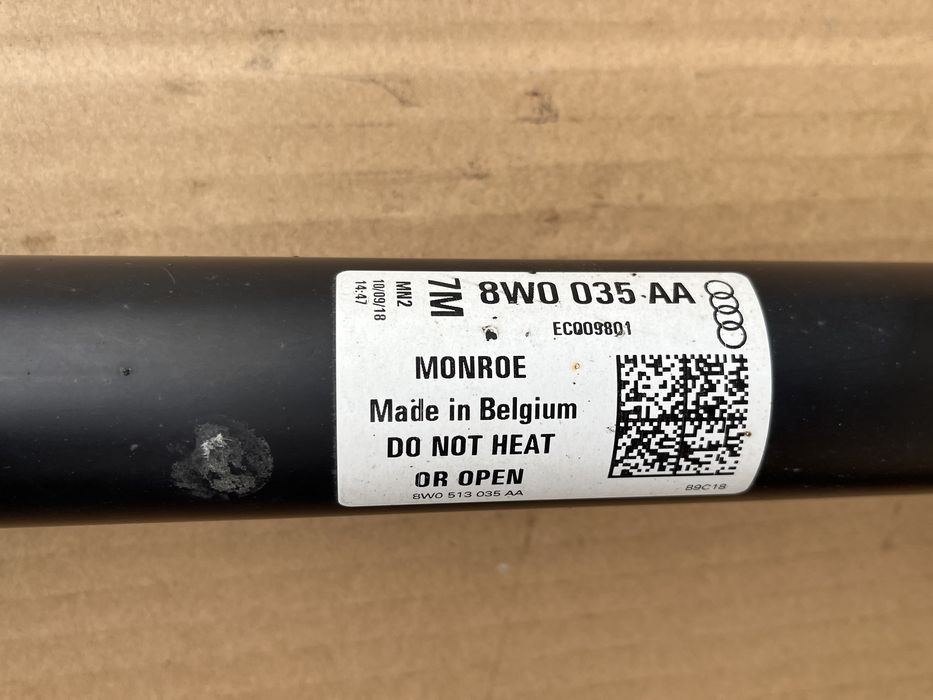 8W0 035 AA
EC009801
7M
MN2
10/09/18
14:47
MONROE
Made in Belgium
DO NOT HEAT
OR OPEN
8W0 513 035 AA
89C18